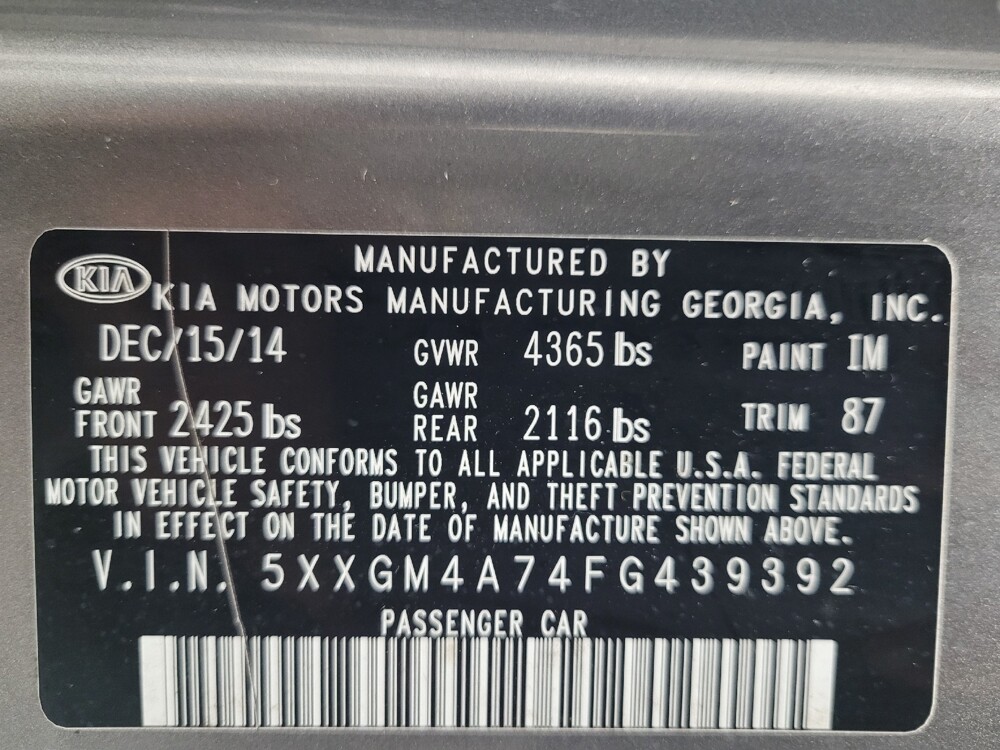 MANUFACTURED BY
KIA KIA MOTORS MANUFACTURING GEORGIA, INC.
DEC/15/14 GVWR 4365 lbs PAINT IM
GAWR FRONT 2425 lbs GAWR REAR 2116 lbs TRIM 87
THIS VEHICLE CONFORMS TO ALL APPLICABLE U.S.A. FEDERAL
MOTOR VEHICLE SAFETY, BUMPER, AND THEFT PREVENTION STANDARDS
IN EFFECT ON THE DATE OF MANUFACTURE SHOWN ABOVE.
V.I.N. 5XXGM4A74FG439392
PASSENGER CAR